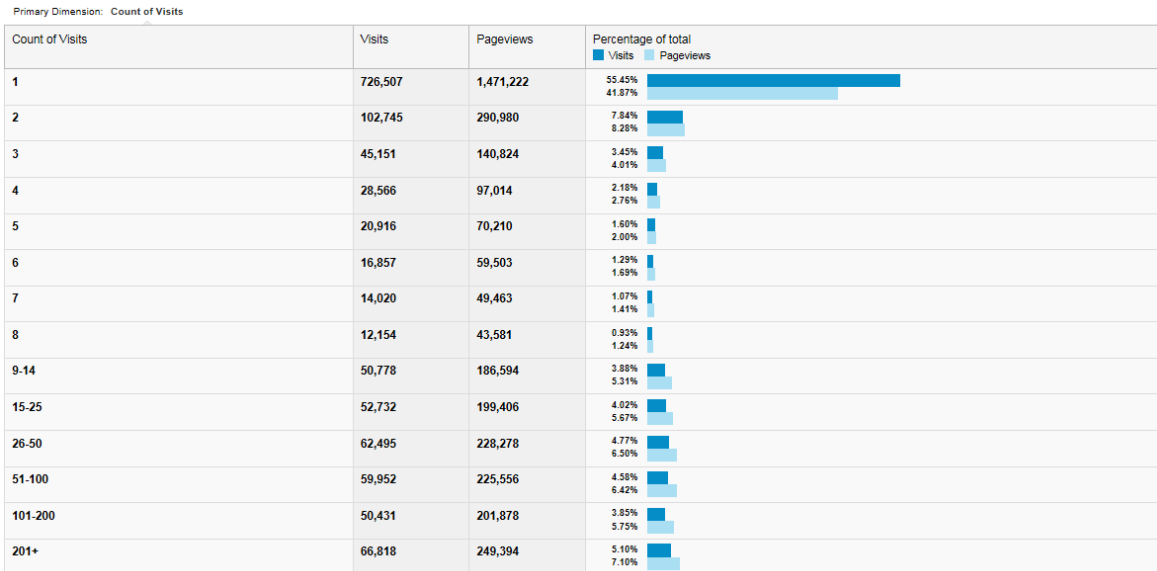 Primary Dimension: Count of Visits
Count of Visits Visits Pageviews Percentage of total
Visits Pageviews
1 726,507 1,471,222 55.45%
41.87%
2 102,745 290,980 7.84%
8.28%
3 45,151 140,824 3.45%
4.01%
4 28,566 97,014 2.18%
2.76%
5 20,916 70,210 1.60%
2.00%
6 16,857 59,503 1.29%
1.69%
7 14,020 49,463 1.07%
1.41%
8 12,154 43,581 0.93%
1.24%
9-14 50,778 186,594 3.88%
5.31%
15-25 52,732 199,406 4.02%
5.67%
26-50 62,495 228,278 4.77%
6.50%
51-100 59,952 225,556 4.58%
6.42%
101-200 50,431 201,878 3.85%
5.75%
201+ 66,818 249,394 5.10%
7.10%